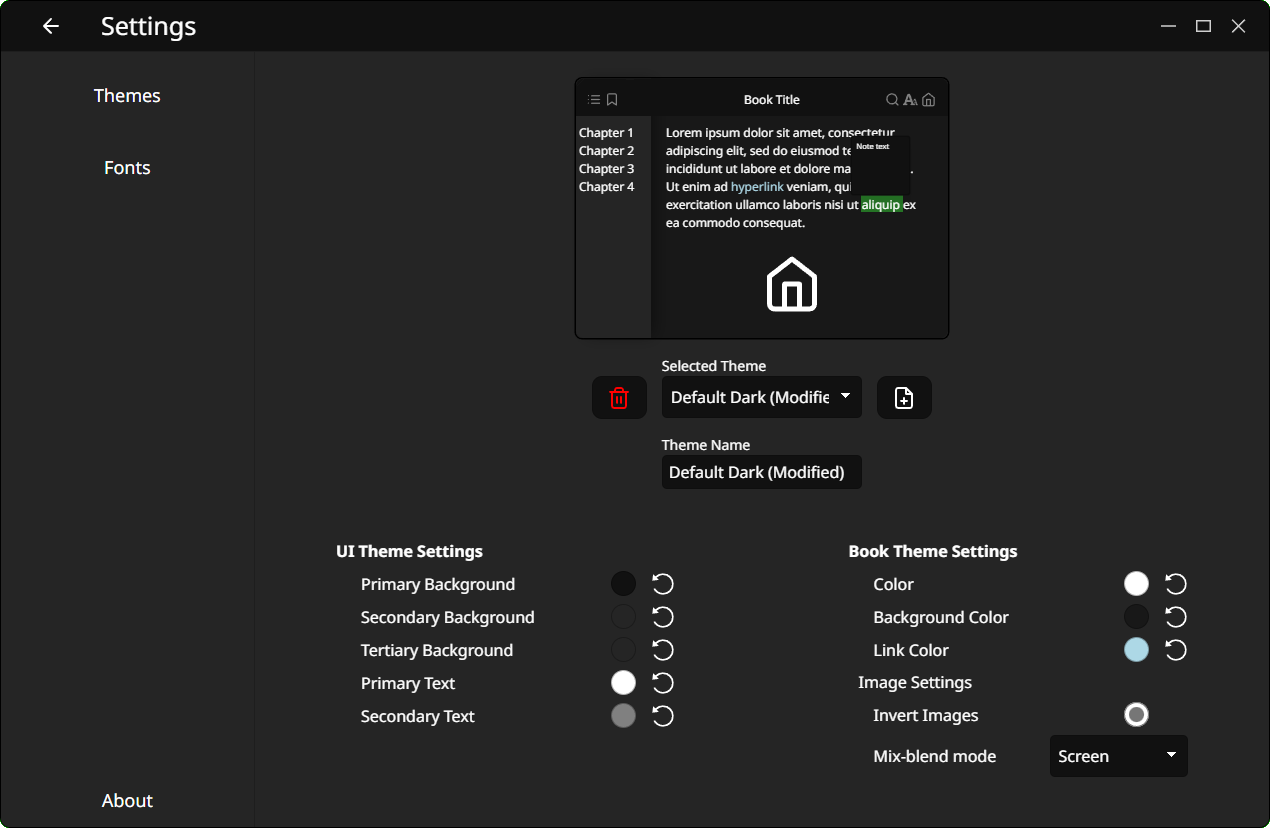 Settings
Themes
Fonts
About
Book Title
Chapter 1
Chapter 2
Chapter 3
Chapter 4
Lorem ipsum dolor sit amet, consectetur
adipiscing elit, sed do eiusmod te
incididunt ut labore et dolore ma .
Ut enim ad hyperlink veniam, qui
exercitation ullamco laboris nisi ut aliquip ex
ea commodo consequat.
Note text
Selected Theme
Default Dark (Modifie
Theme Name
Default Dark (Modified)
UI Theme Settings
Primary Background
Secondary Background
Tertiary Background
Primary Text
Secondary Text
Book Theme Settings
Color
Background Color
Link Color
Image Settings
Invert Images
Mix-blend mode
Screen